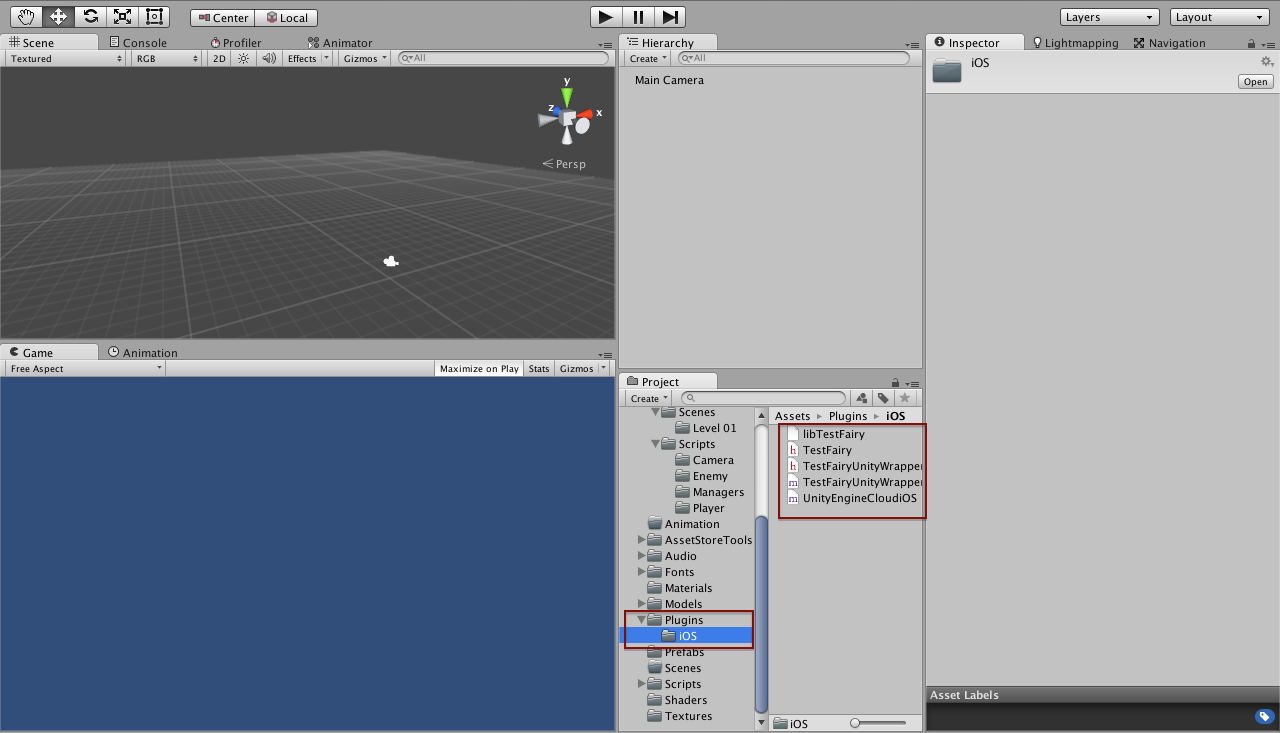 Center Local Layers Layout
Scene Console Profiler Animator
Textured RGB 2D Effects Gizmos All
y
z
x
Persp
Game Animation
Free Aspect Maximize on Play Stats Gizmos
Hierarchy
Create All
Main Camera
Project
Create
Scenes
Level 01
Scripts
Camera
Enemy
Managers
Player
Animation
AssetStoreTools
Audio
Fonts
Materials
Models
Plugins
iOS
Prefabs
Scenes
Scripts
Shaders
Textures
Assets Plugins iOS
libTestFairy
h TestFairy
h TestFairyUnityWrapper
m TestFairyUnityWrapper
m UnityEngineCloudiOS
iOS
Inspector Lightmapping Navigation
iOS
Open
Asset Labels